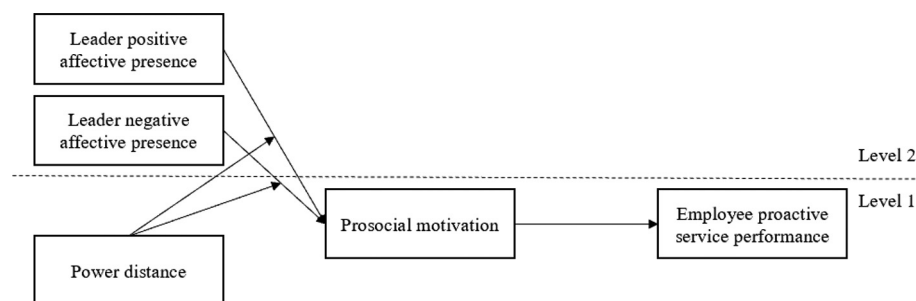 Leader positive
affective presence
Leader negative
affective presence
Level 2
Level 1
Prosocial motivation
Employee proactive
service performance
Power distance